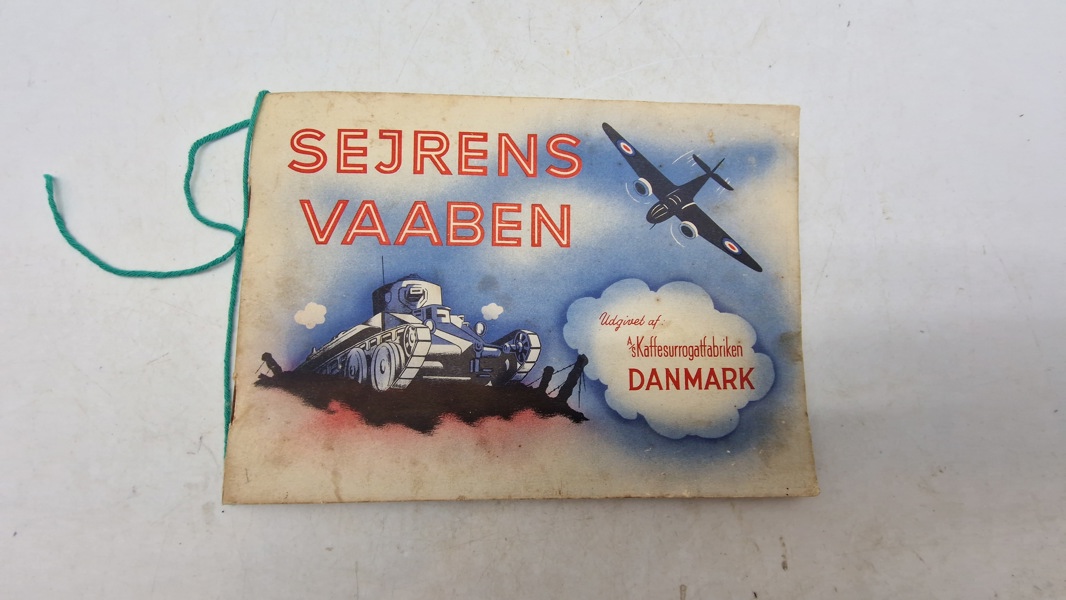 SEJRENS
VAABEN
Udgivet af:
A/S Kaffesurrogatfabriken
DANMARK